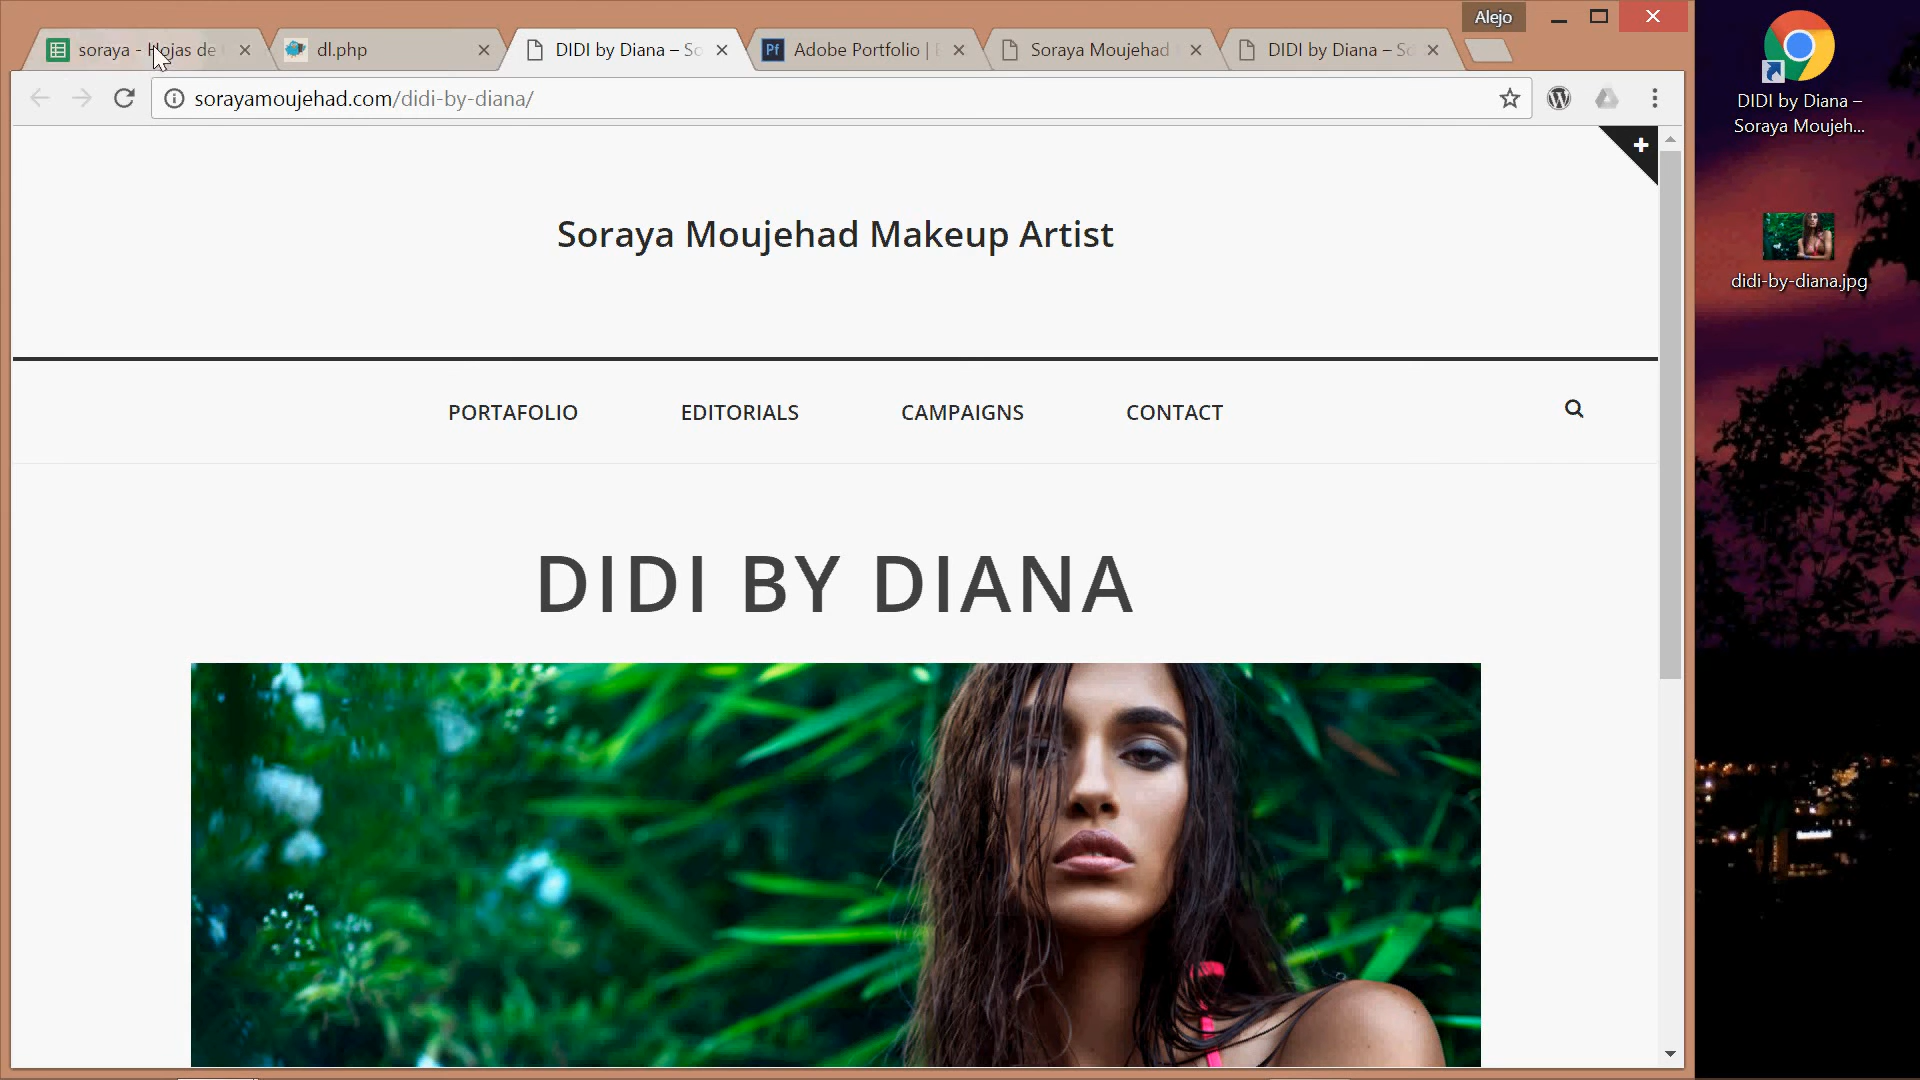 Alejo
soraya - Hojas de
dl.php
DIDI by Diana – So
Adobe Portfolio |
Soraya Moujehad
DIDI by Diana – So
sorayamoujehad.com/didi-by-diana/
DIDI by Diana –
Soraya Moujeh...
didi-by-diana.jpg
Soraya Moujehad Makeup Artist
PORTAFOLIO
EDITORIALS
CAMPAIGNS
CONTACT
DIDI BY DIANA